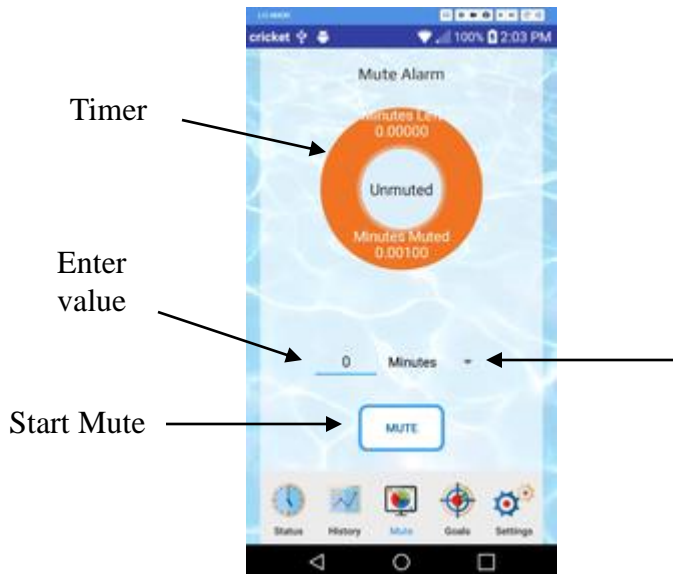 cricket 100% 2:03 PM
Mute Alarm
Timer
Minutes Left
0.00000
Unmuted
Minutes Muted
0.00100
Enter
value
0 Minutes
Start Mute
MUTE
Status History Mute Goals Settings